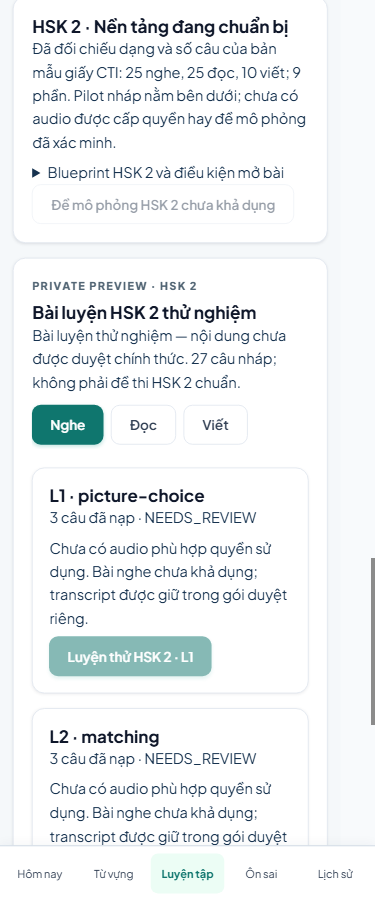 HSK 2 · Nền tảng đang chuẩn bị
Đã đối chiếu dạng và số câu của bản
mẫu giấy CTI: 25 nghe, 25 đọc, 10 viết; 9
phần. Pilot nháp nằm bên dưới; chưa có
audio được cấp quyền hay đề mô phỏng
đã xác minh.
▶ Blueprint HSK 2 và điều kiện mở bài
Đề mô phỏng HSK 2 chưa khả dụng
PRIVATE PREVIEW · HSK 2
Bài luyện HSK 2 thử nghiệm
Bài luyện thử nghiệm — nội dung chưa
được duyệt chính thức. 27 câu nháp;
không phải đề thi HSK 2 chuẩn.
Nghe Đọc Viết
L1 · picture-choice
3 câu đã nạp · NEEDS_REVIEW
Chưa có audio phù hợp quyền sử
dụng. Bài nghe chưa khả dụng;
transcript được giữ trong gói duyệt
riêng.
Luyện thử HSK 2 · L1
L2 · matching
3 câu đã nạp · NEEDS_REVIEW
Chưa có audio phù hợp quyền sử
dụng. Bài nghe chưa khả dụng;
transcript được giữ trong gói duyệt
Hôm nay Từ vựng Luyện tập Ôn sai Lịch sử